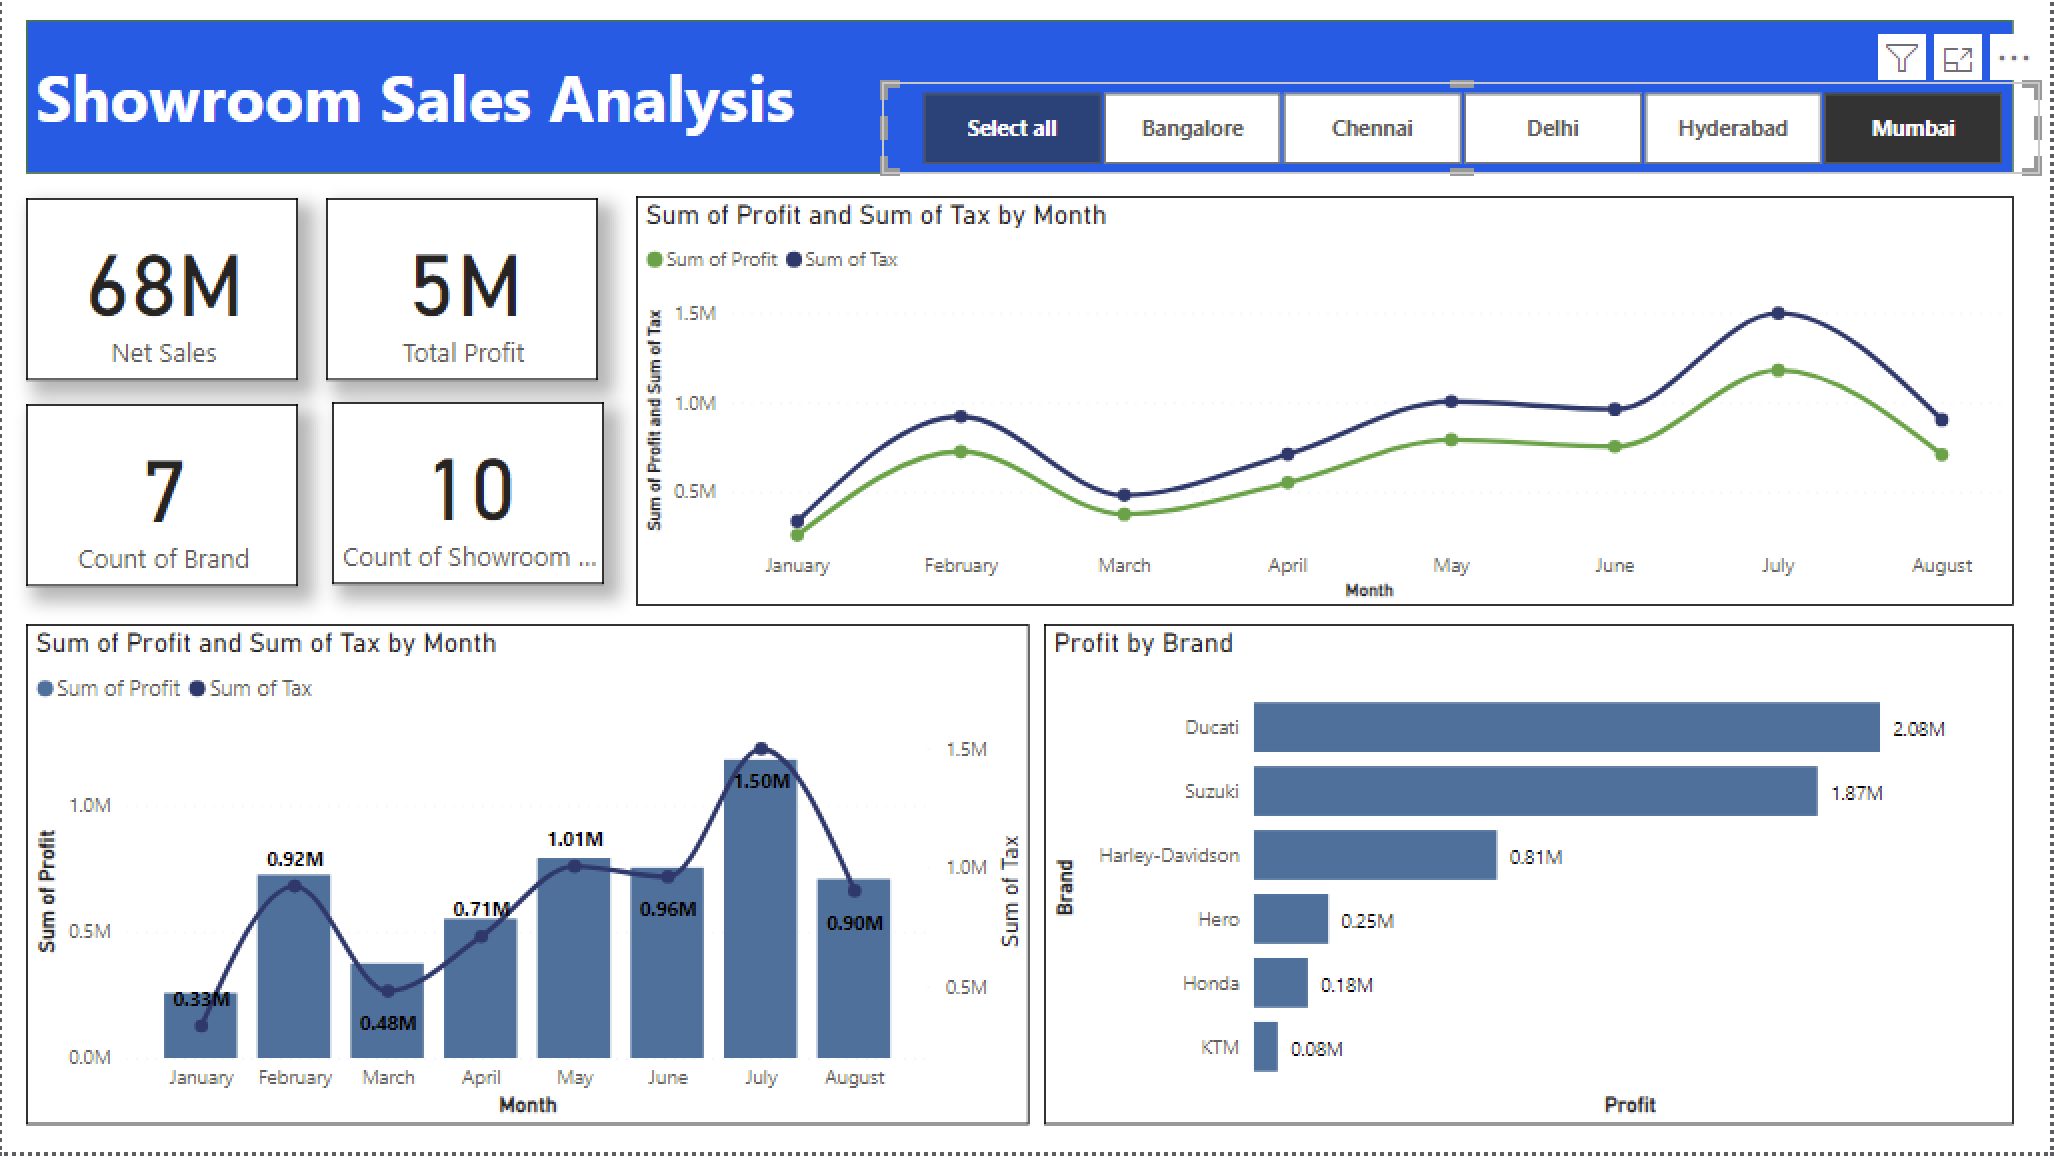 Showroom Sales Analysis
Select all
Bangalore
Chennai
Delhi
Hyderabad
Mumbai
68M
Net Sales
5M
Total Profit
7
Count of Brand
10
Count of Showroom ...
Sum of Profit and Sum of Tax by Month
Sum of Profit Sum of Tax
Sum of Profit and Sum of Tax
1.5M
1.0M
0.5M
January February March April May June July August
Month
Sum of Profit and Sum of Tax by Month
Sum of Profit Sum of Tax
Sum of Profit
1.0M
0.5M
0.0M
0.33M
0.92M
0.48M
0.71M
1.01M
0.96M
1.50M
0.90M
1.5M
1.0M
0.5M
Sum of Tax
January February March April May June July August
Month
Profit by Brand
Brand
Ducati 2.08M
Suzuki 1.87M
Harley-Davidson 0.81M
Hero 0.25M
Honda 0.18M
KTM 0.08M
Profit